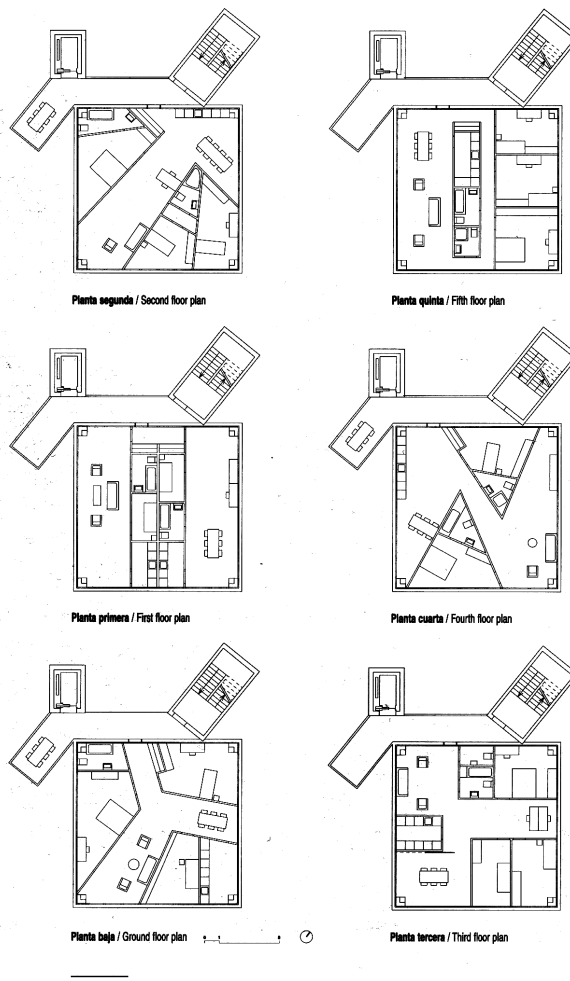 Planta segunda / Second floor plan
Planta quinta / Fifth floor plan
Planta primera / First floor plan
Planta cuarta / Fourth floor plan
Planta baja / Ground floor plan
Planta tercera / Third floor plan